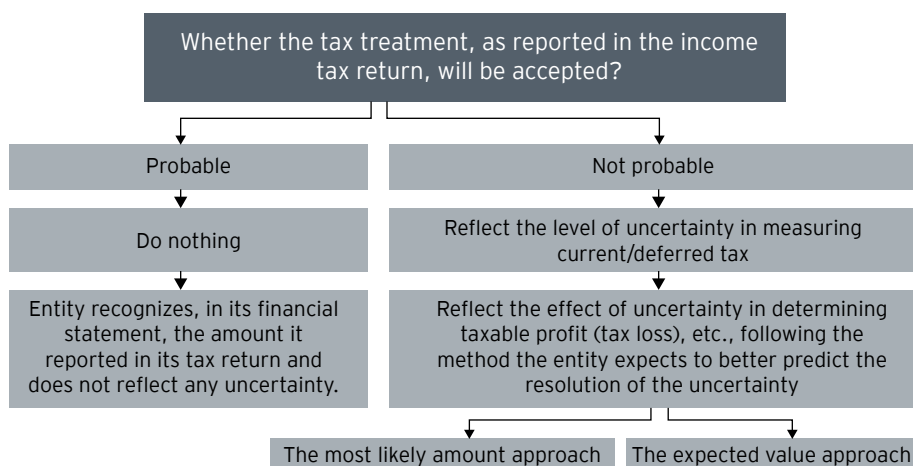 Whether the tax treatment, as reported in the income
tax return, will be accepted?
Probable
Not probable
Do nothing
Reflect the level of uncertainty in measuring
current/deferred tax
Entity recognizes, in its financial
statement, the amount it
reported in its tax return and
does not reflect any uncertainty.
Reflect the effect of uncertainty in determining
taxable profit (tax loss), etc., following the
method the entity expects to better predict the
resolution of the uncertainty
The most likely amount approach
The expected value approach